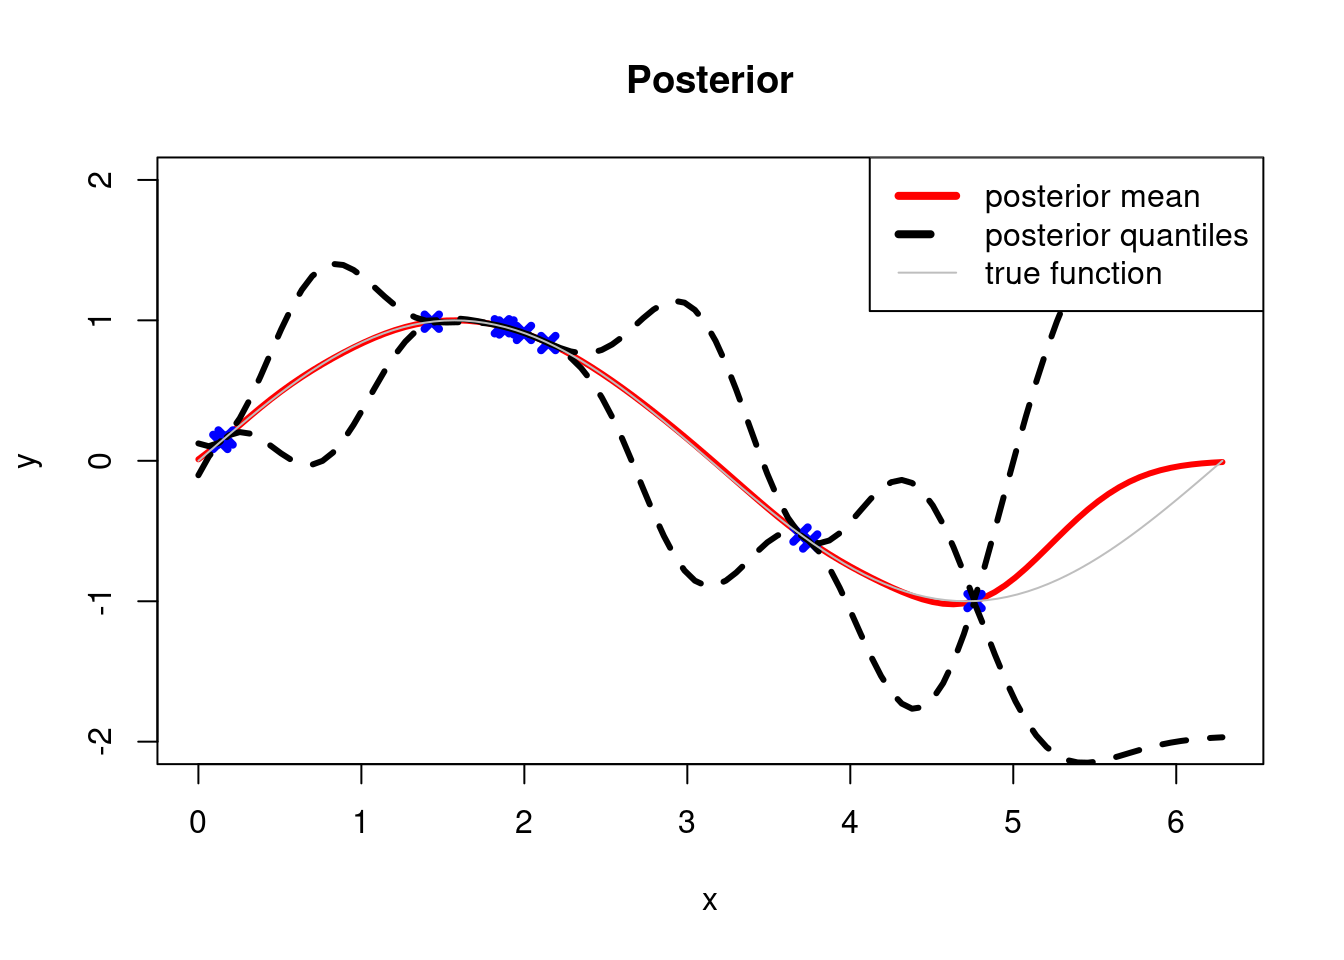 Posterior
posterior mean
posterior quantiles
true function
2
1
0
-1
-2
y
0 1 2 3 4 5 6
x